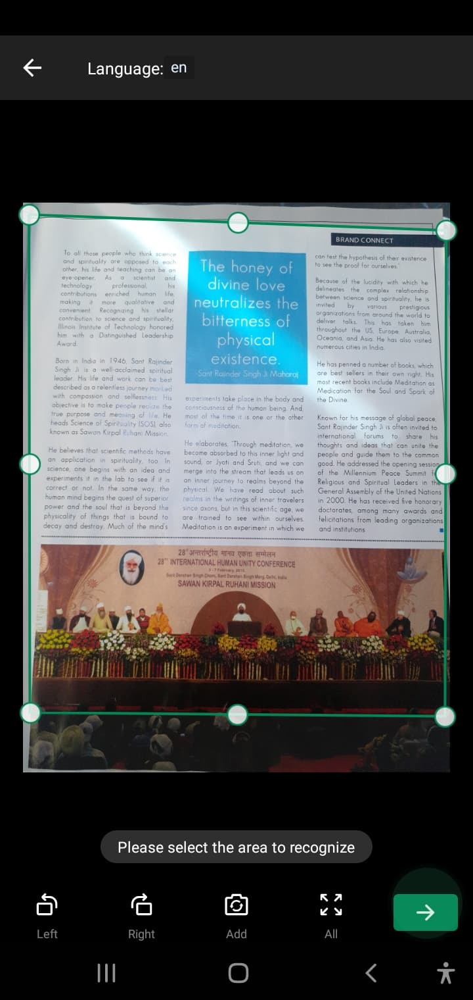 Language: en
BRAND CONNECT
To all those people who think science
and spirituality are opposed to each
other, his life and teaching can be an
eye-opener. As a scientist and
technology professional, his
contributions enriched human life,
making it more qualitative and
convenient. Recognizing his stellar
contribution to science and spirituality,
Illinois Institute of Technology honored
him with a Distinguished Leadership
Award.
Born in India in 1946, Sant Rajinder
Singh Ji is a well-acclaimed spiritual
leader. His life and work can be best
described as a relentless journey marked
with compassion and selflessness. His
objective is to make people realize the
true purpose and meaning of life. He
heads Science of Spirituality (SOS), also
known as Sawan Kirpal Ruhani Mission.
He believes that scientific methods have
an application in spirituality, too. In
science, one begins with an idea and
experiments it in the lab to see if it is
correct or not. In the same way, the
human mind begins the quest of superior
power and the soul that is beyond the
physicality of things that is bound to
decay and destroy. Much of the mind's
The honey of
divine love
neutralizes the
bitterness of
physical
existence.
-Sant Rajinder Singh Ji Maharaj
experiments take place in the body and
consciousness of the human being. And,
most of the time it is one or the other
form of meditation.
He elaborates, "Through meditation, we
become absorbed to this inner light and
sound, or Jyoti and Sruti, and we can
merge into the stream that leads us on
an inner journey to realms beyond the
physical. We have read about such
realms in the writings of inner travelers
since axons, but in this scientific age, we
are trained to see within ourselves.
Meditation is an experiment in which we
can test the hypothesis of their existence
to see the proof for ourselves."
Because of the lucidity with which he
delineates the complex relationship
between science and spirituality, he is
invited by various prestigious
organizations from around the world to
deliver talks. This has taken him
throughout the US, Europe, Australia,
Oceania, and Asia. He has also visited
numerous cities in India.
He has penned a number of books, which
are best sellers in their own right. His
most recent books include Meditation as
Medication for the Soul and Spark of
the Divine.
Known for his message of global peace,
Sant Rajinder Singh Ji is often invited to
international forums to share his
thoughts and ideas that can unite the
people and guide them to the common
good. He addressed the opening session
of the Millennium Peace Summit
Religious and Spiritual Leaders in the
General Assembly of the United Nations
in 2000. He has received five honorary
doctorates, among many awards and
felicitations from leading organizations
and institutions.
28वाँ अन्तर्राष्ट्रीय मानव एकता सम्मेलन
28TH INTERNATIONAL HUMAN UNITY CONFERENCE
February, 2015
Sant Darshan Singh Dham, Sant Darshan Singh Marg, Delhi, India
SAWAN KIRPAL RUHANI MISSION
Please select the area to recognize
Left
Right
Add
All